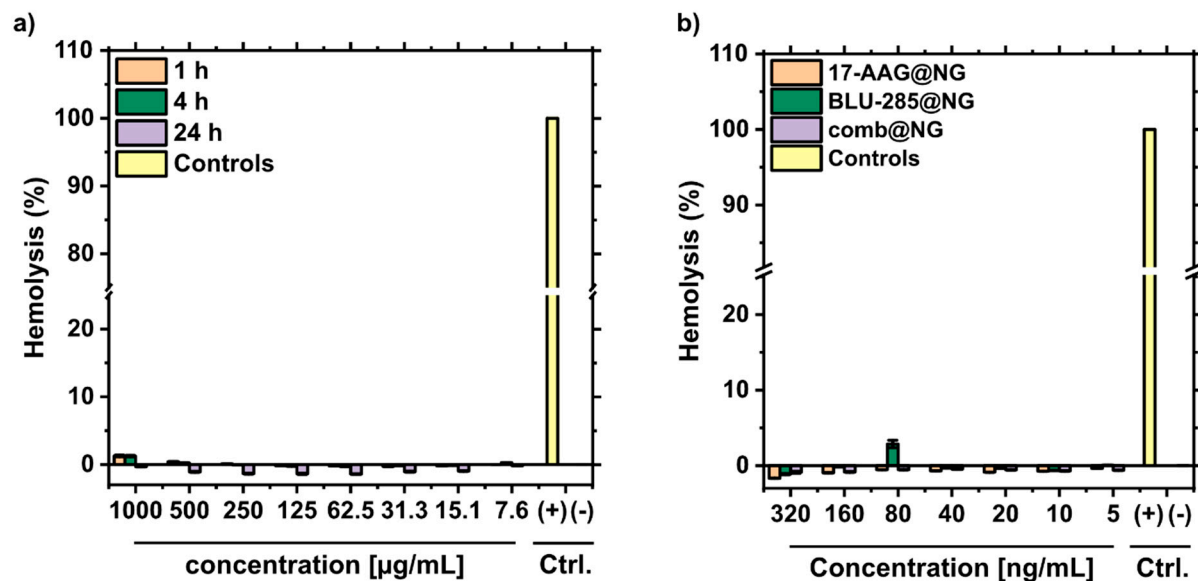 a)
110
100
90
80
20
10
0
Hemolysis (%)
1 h
4 h
24 h
Controls
1000 500 250 125 62.5 31.3 15.1 7.6 (+) (-)
concentration [µg/mL] Ctrl.
b)
110
100
90
20
10
0
Hemolysis (%)
17-AAG@NG
BLU-285@NG
comb@NG
Controls
320 160 80 40 20 10 5 (+) (-)
Concentration [ng/mL] Ctrl.